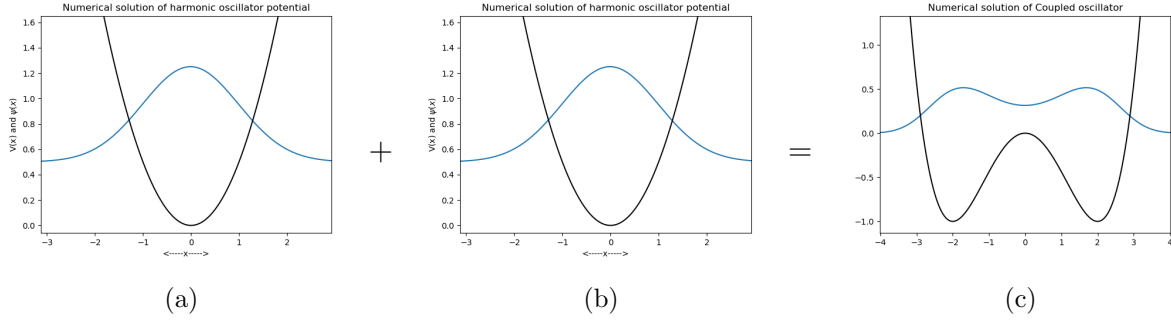 Numerical solution of harmonic oscillator potential
V(x) and ψ(x)
1.6
1.4
1.2
1.0
0.8
0.6
0.4
0.2
0.0
−3 −2 −1 0 1 2
<-----x----->
(a)
+
Numerical solution of harmonic oscillator potential
V(x) and ψ(x)
1.6
1.4
1.2
1.0
0.8
0.6
0.4
0.2
0.0
−3 −2 −1 0 1 2
<-----x----->
(b)
=
Numerical solution of Coupled oscillator
1.0
0.5
0.0
−0.5
−1.0
−4 −3 −2 −1 0 1 2 3 4
(c)